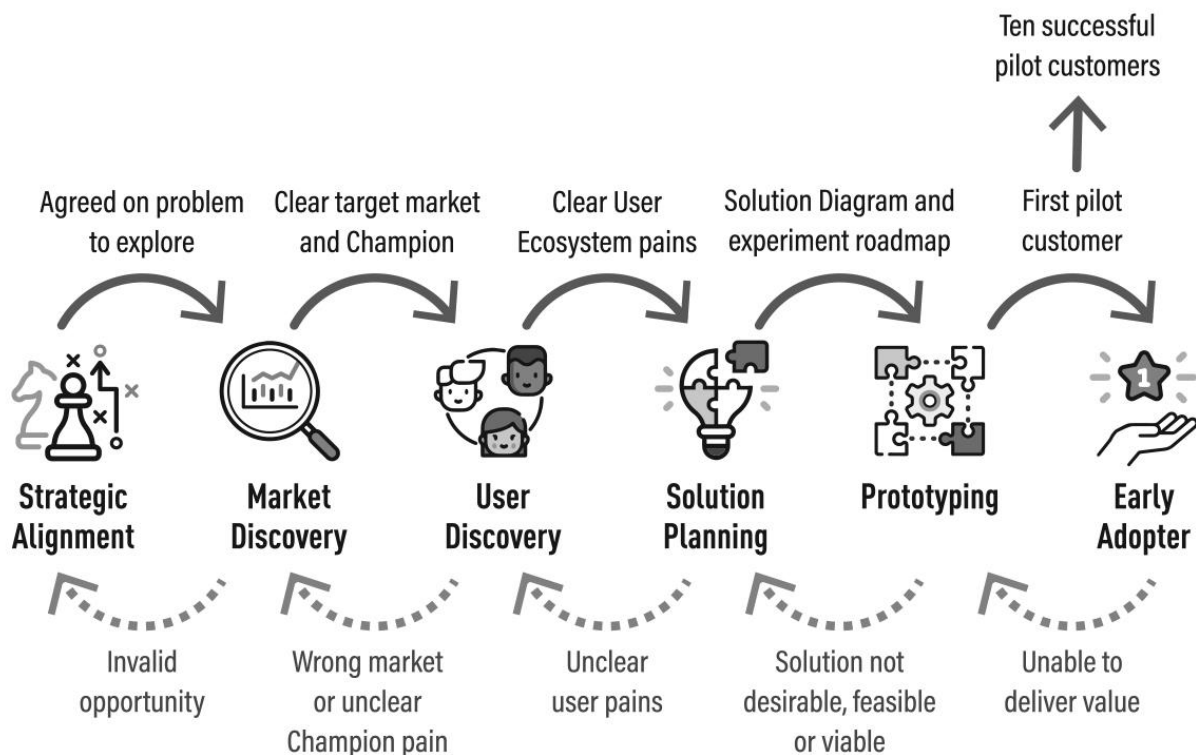 Ten successful
pilot customers
Agreed on problem
to explore
Clear target market
and Champion
Clear User
Ecosystem pains
Solution Diagram and
experiment roadmap
First pilot
customer
1
Strategic
Alignment
Market
Discovery
User
Discovery
Solution
Planning
Prototyping
Early
Adopter
Invalid
opportunity
Wrong market
or unclear
Champion pain
Unclear
user pains
Solution not
desirable, feasible
or viable
Unable to
deliver value